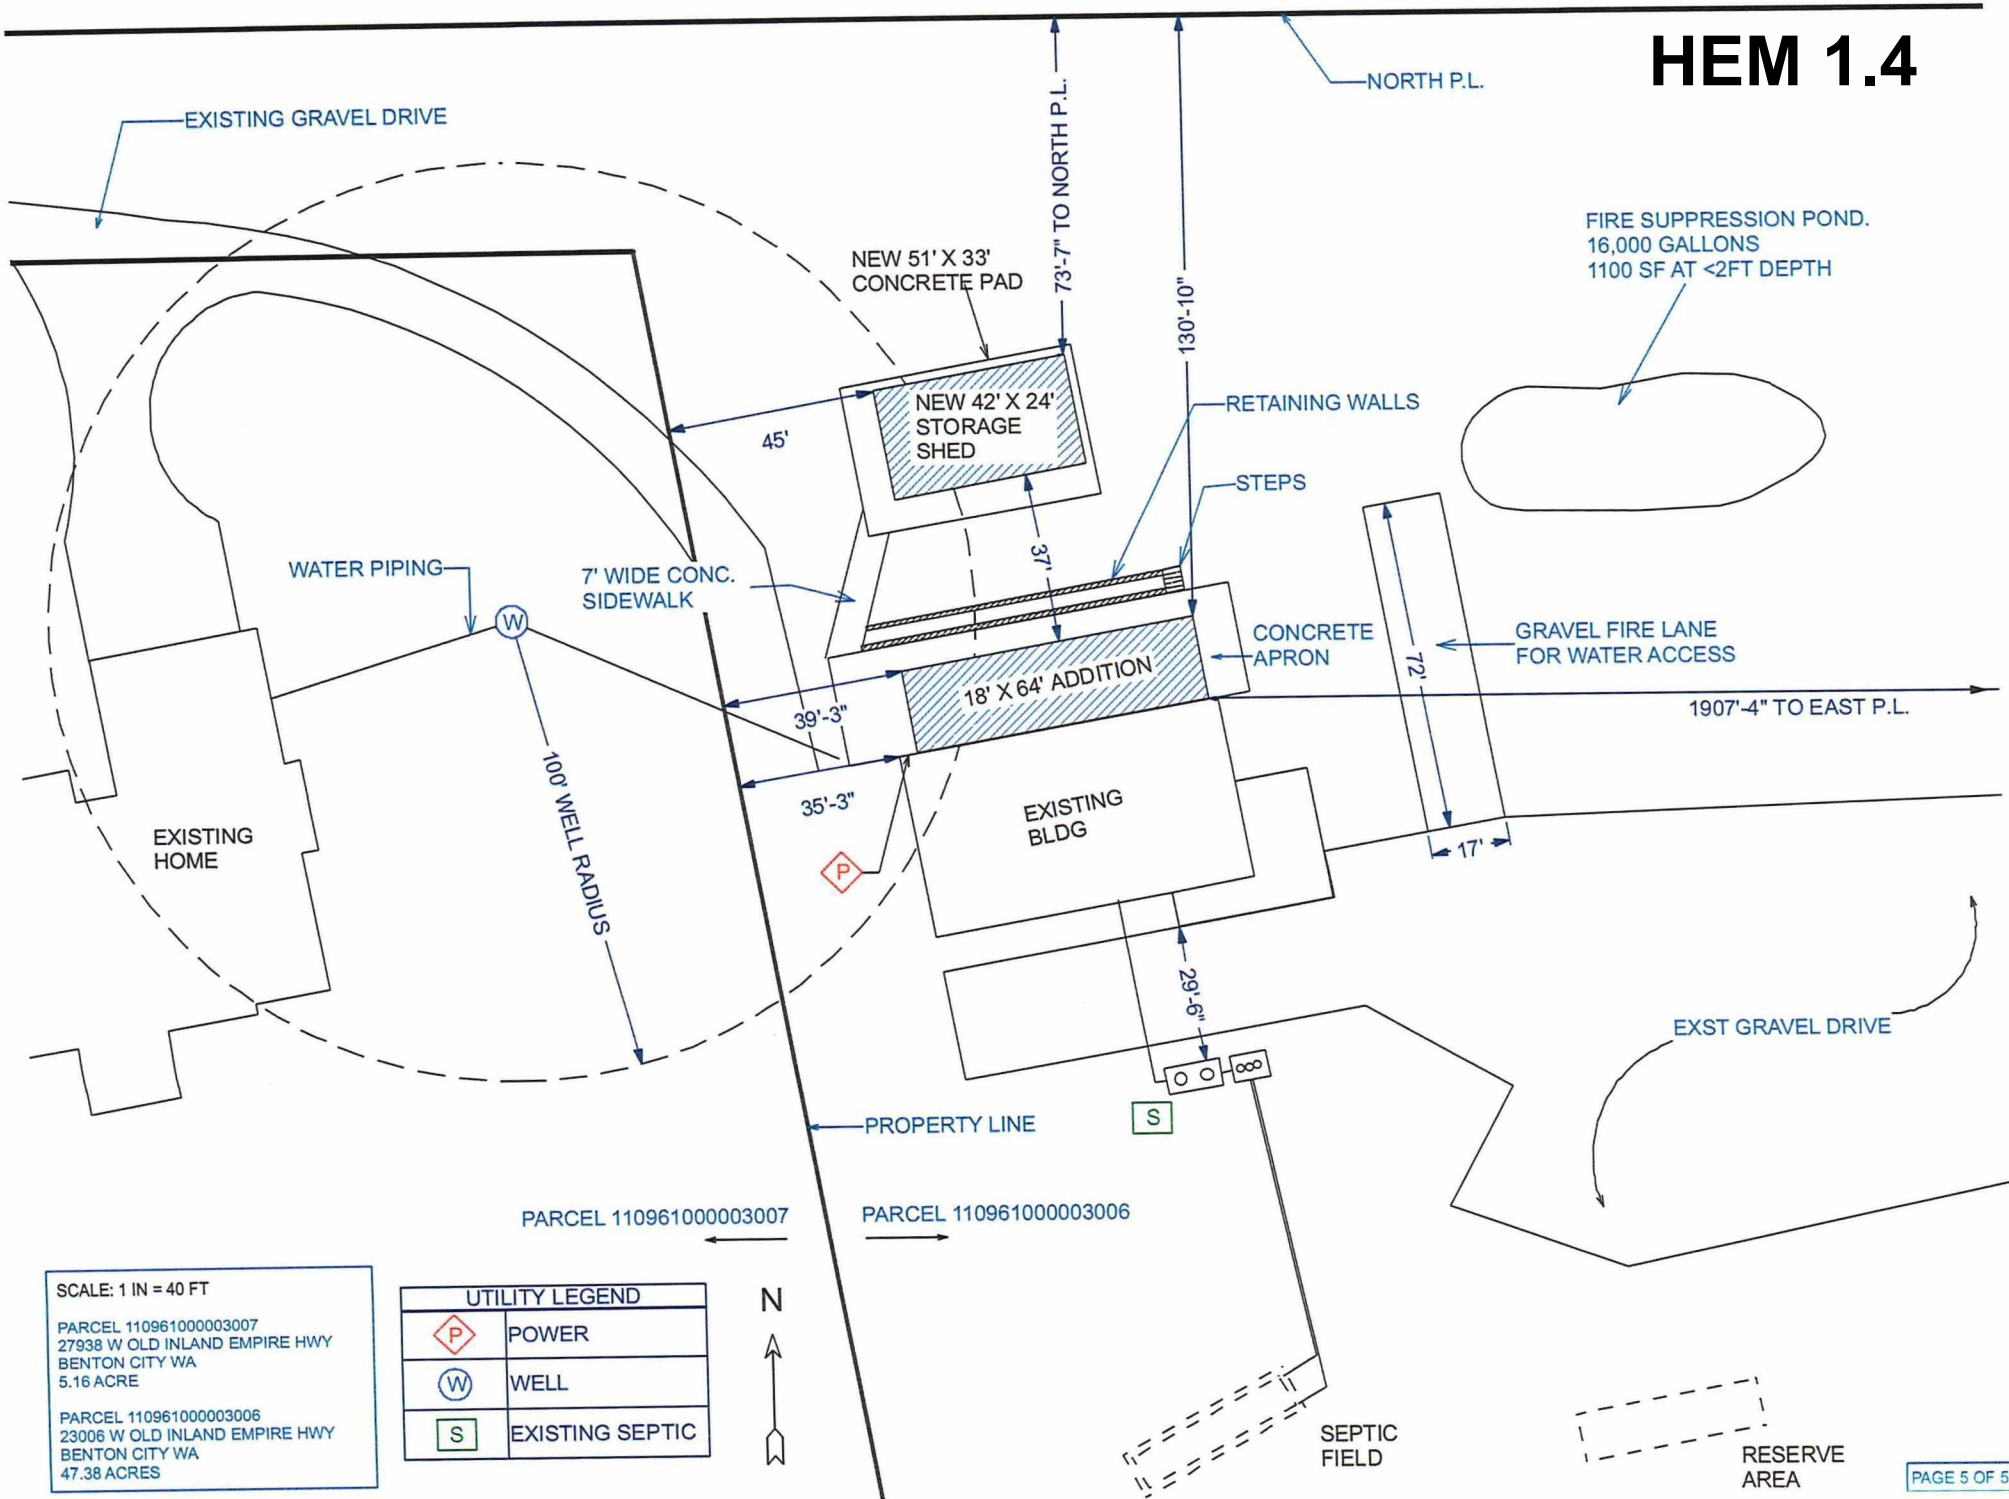 HEM 1.4
NORTH P.L.
EXISTING GRAVEL DRIVE
73'-7" TO NORTH P.L.
130'-10"
FIRE SUPPRESSION POND.
16,000 GALLONS
1100 SF AT <2FT DEPTH
NEW 51' X 33'
CONCRETE PAD
NEW 42' X 24'
STORAGE
SHED
45'
RETAINING WALLS
STEPS
37'
WATER PIPING
7' WIDE CONC.
SIDEWALK
W
CONCRETE
APRON
GRAVEL FIRE LANE
FOR WATER ACCESS
72'
18' X 64' ADDITION
39'-3"
1907'-4" TO EAST P.L.
35'-3"
100' WELL RADIUS
EXISTING
BLDG
EXISTING
HOME
17'
P
29'-6"
EXST GRAVEL DRIVE
S
PROPERTY LINE
PARCEL 110961000003007
PARCEL 110961000003006
SCALE: 1 IN = 40 FT
PARCEL 110961000003007
27938 W OLD INLAND EMPIRE HWY
BENTON CITY WA
5.16 ACRE
PARCEL 110961000003006
23006 W OLD INLAND EMPIRE HWY
BENTON CITY WA
47.38 ACRES
UTILITY LEGEND
P POWER
W WELL
S EXISTING SEPTIC
N
SEPTIC
FIELD
RESERVE
AREA
PAGE 5 OF 5